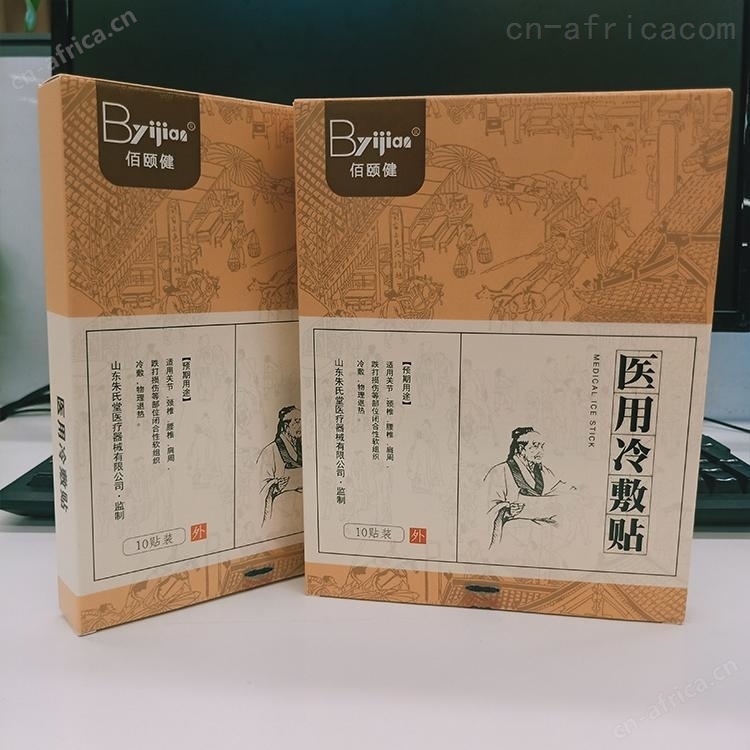 cn-africa.cn
cn-africacom
Byijian®
佰颐健
【预期用途】
适用关节、颈椎、腰椎、肩周、
跌打损伤等部位闭合性软组织
冷敷,物理退热。
山东朱氏堂医疗器械有限公司·监制
10贴装
外
医用冷敷贴
Byijian®
佰颐健
医用冷敷贴
MEDICAL ICE STICK
【预期用途】
适用关节、颈椎、腰椎、肩周、
跌打损伤等部位闭合性软组织
冷敷,物理退热。
山东朱氏堂医疗器械有限公司·监制
10贴装
外
cn-africa.cn
cn-africa.cn